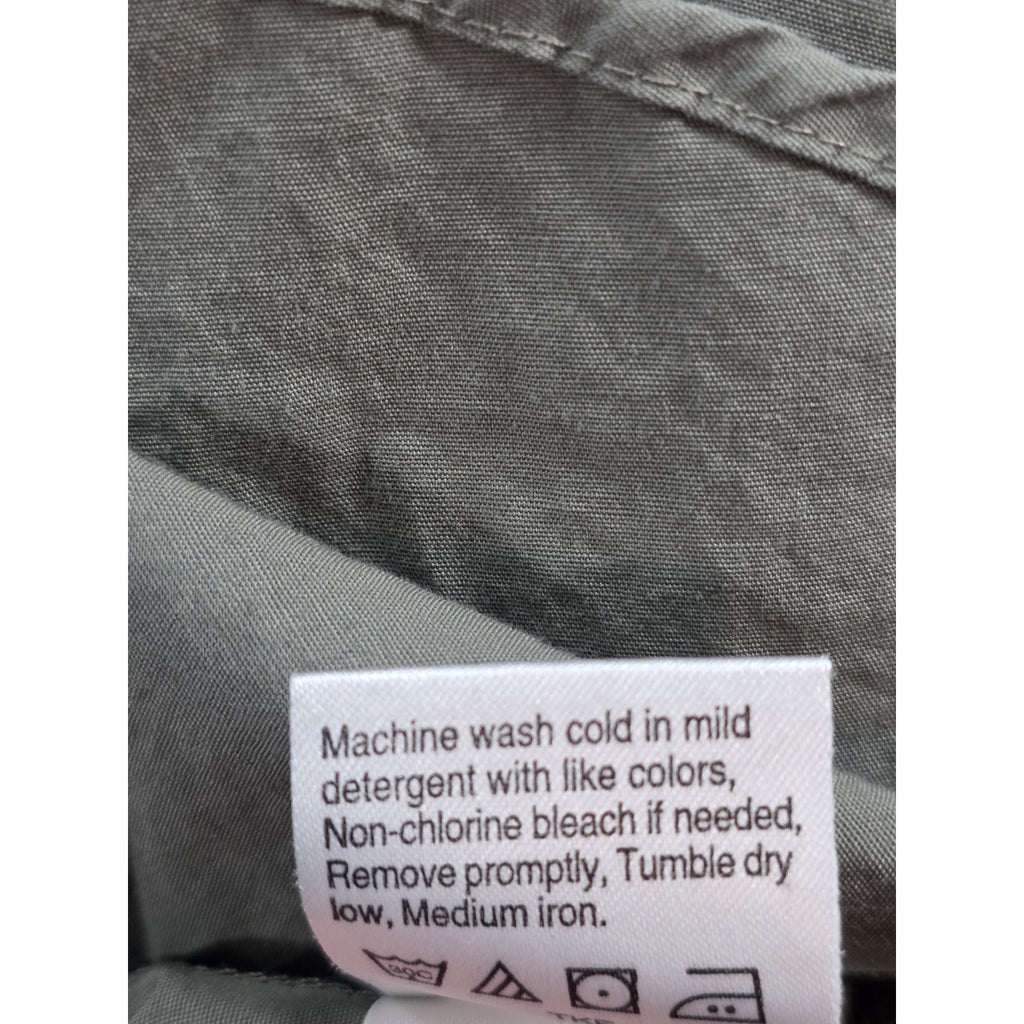 Machine wash cold in mild
detergent with like colors,
Non-chlorine bleach if needed,
Remove promptly, Tumble dry
low, Medium iron.
30C